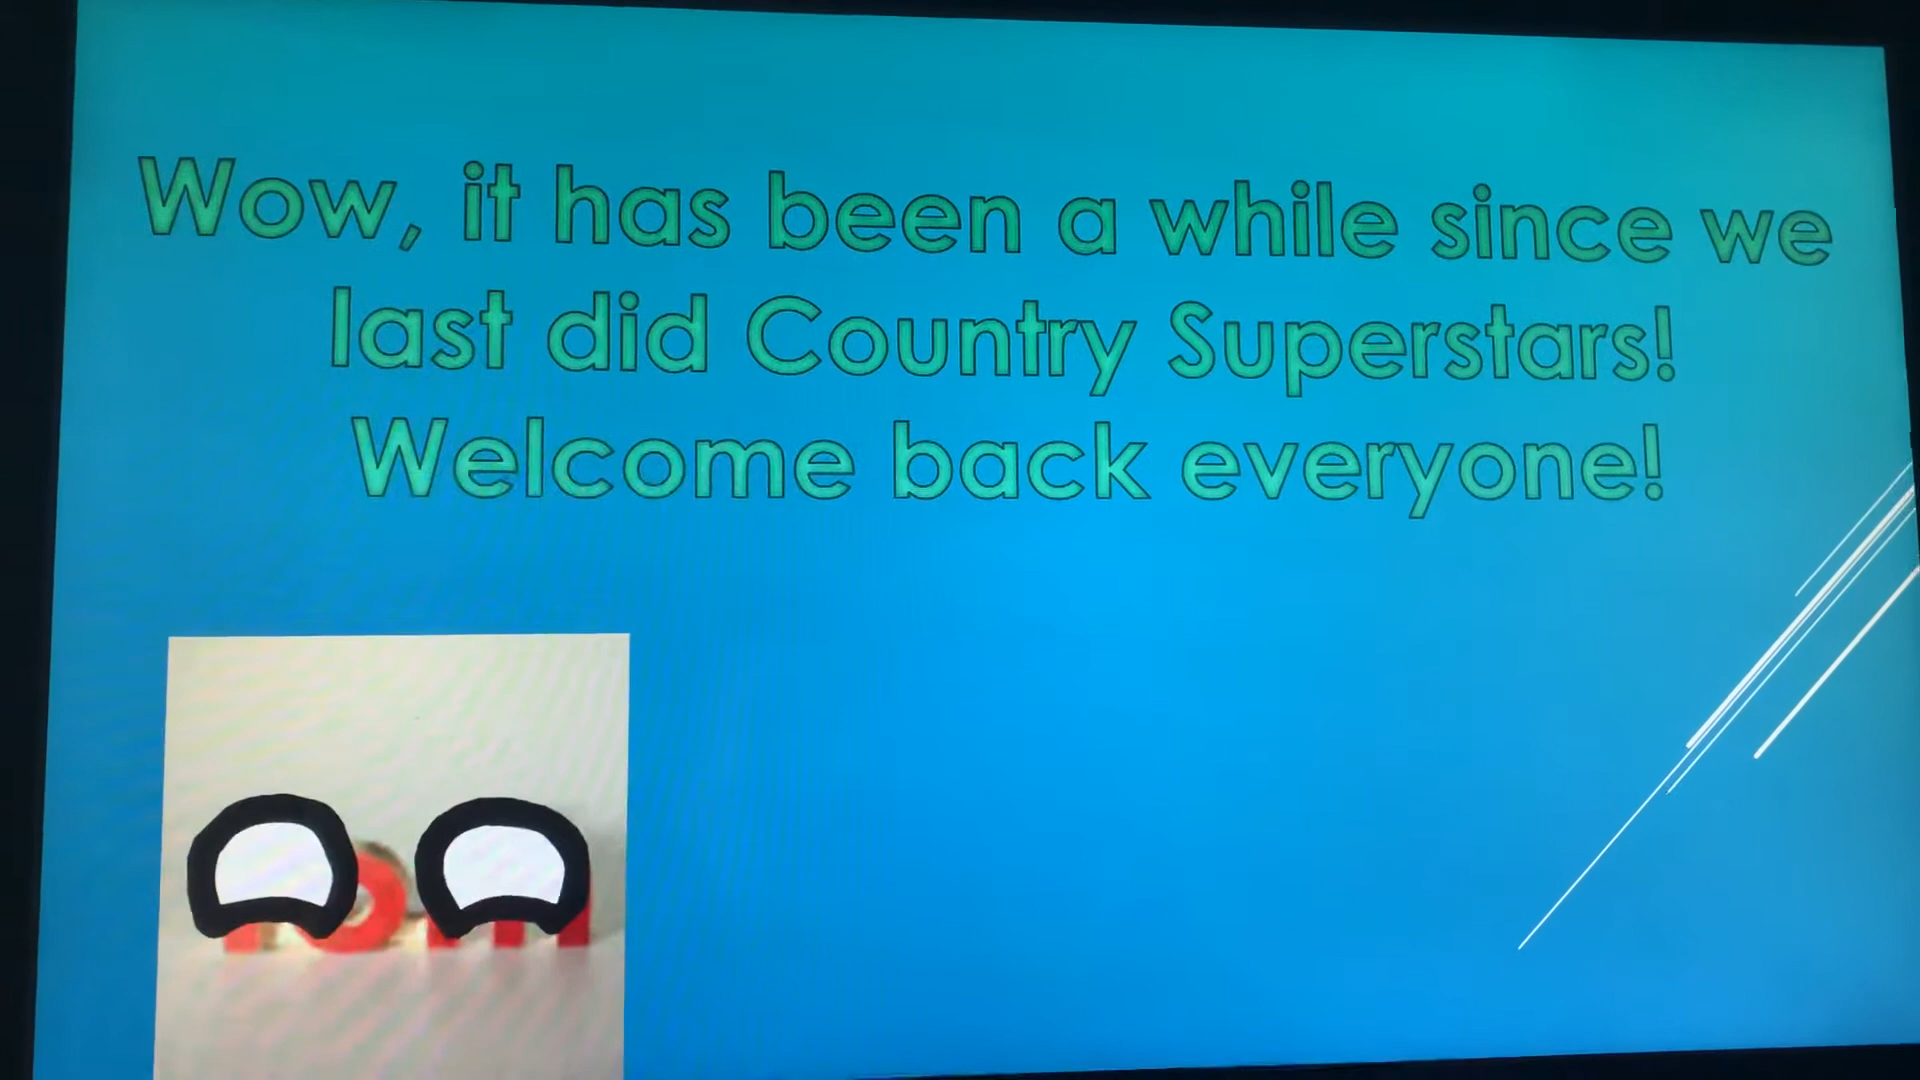 Wow, it has been a while since we
last did Country Superstars!
Welcome back everyone!